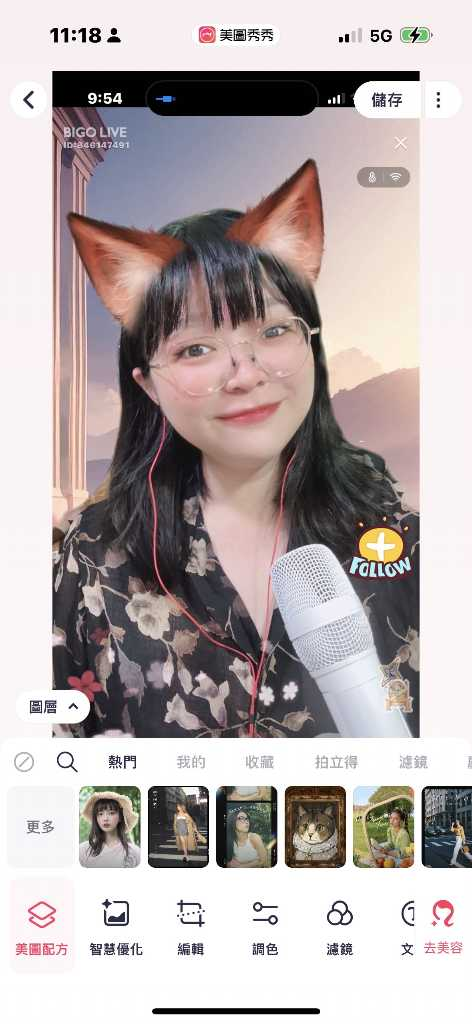 11:18
美圖秀秀
5G
9:54
儲存
BIGO LIVE
ID:846147491
FOLLOW
圖層
熱門
我的
收藏
拍立得
濾鏡
更多
美圖配方
智慧優化
編輯
調色
濾鏡
文
去美容